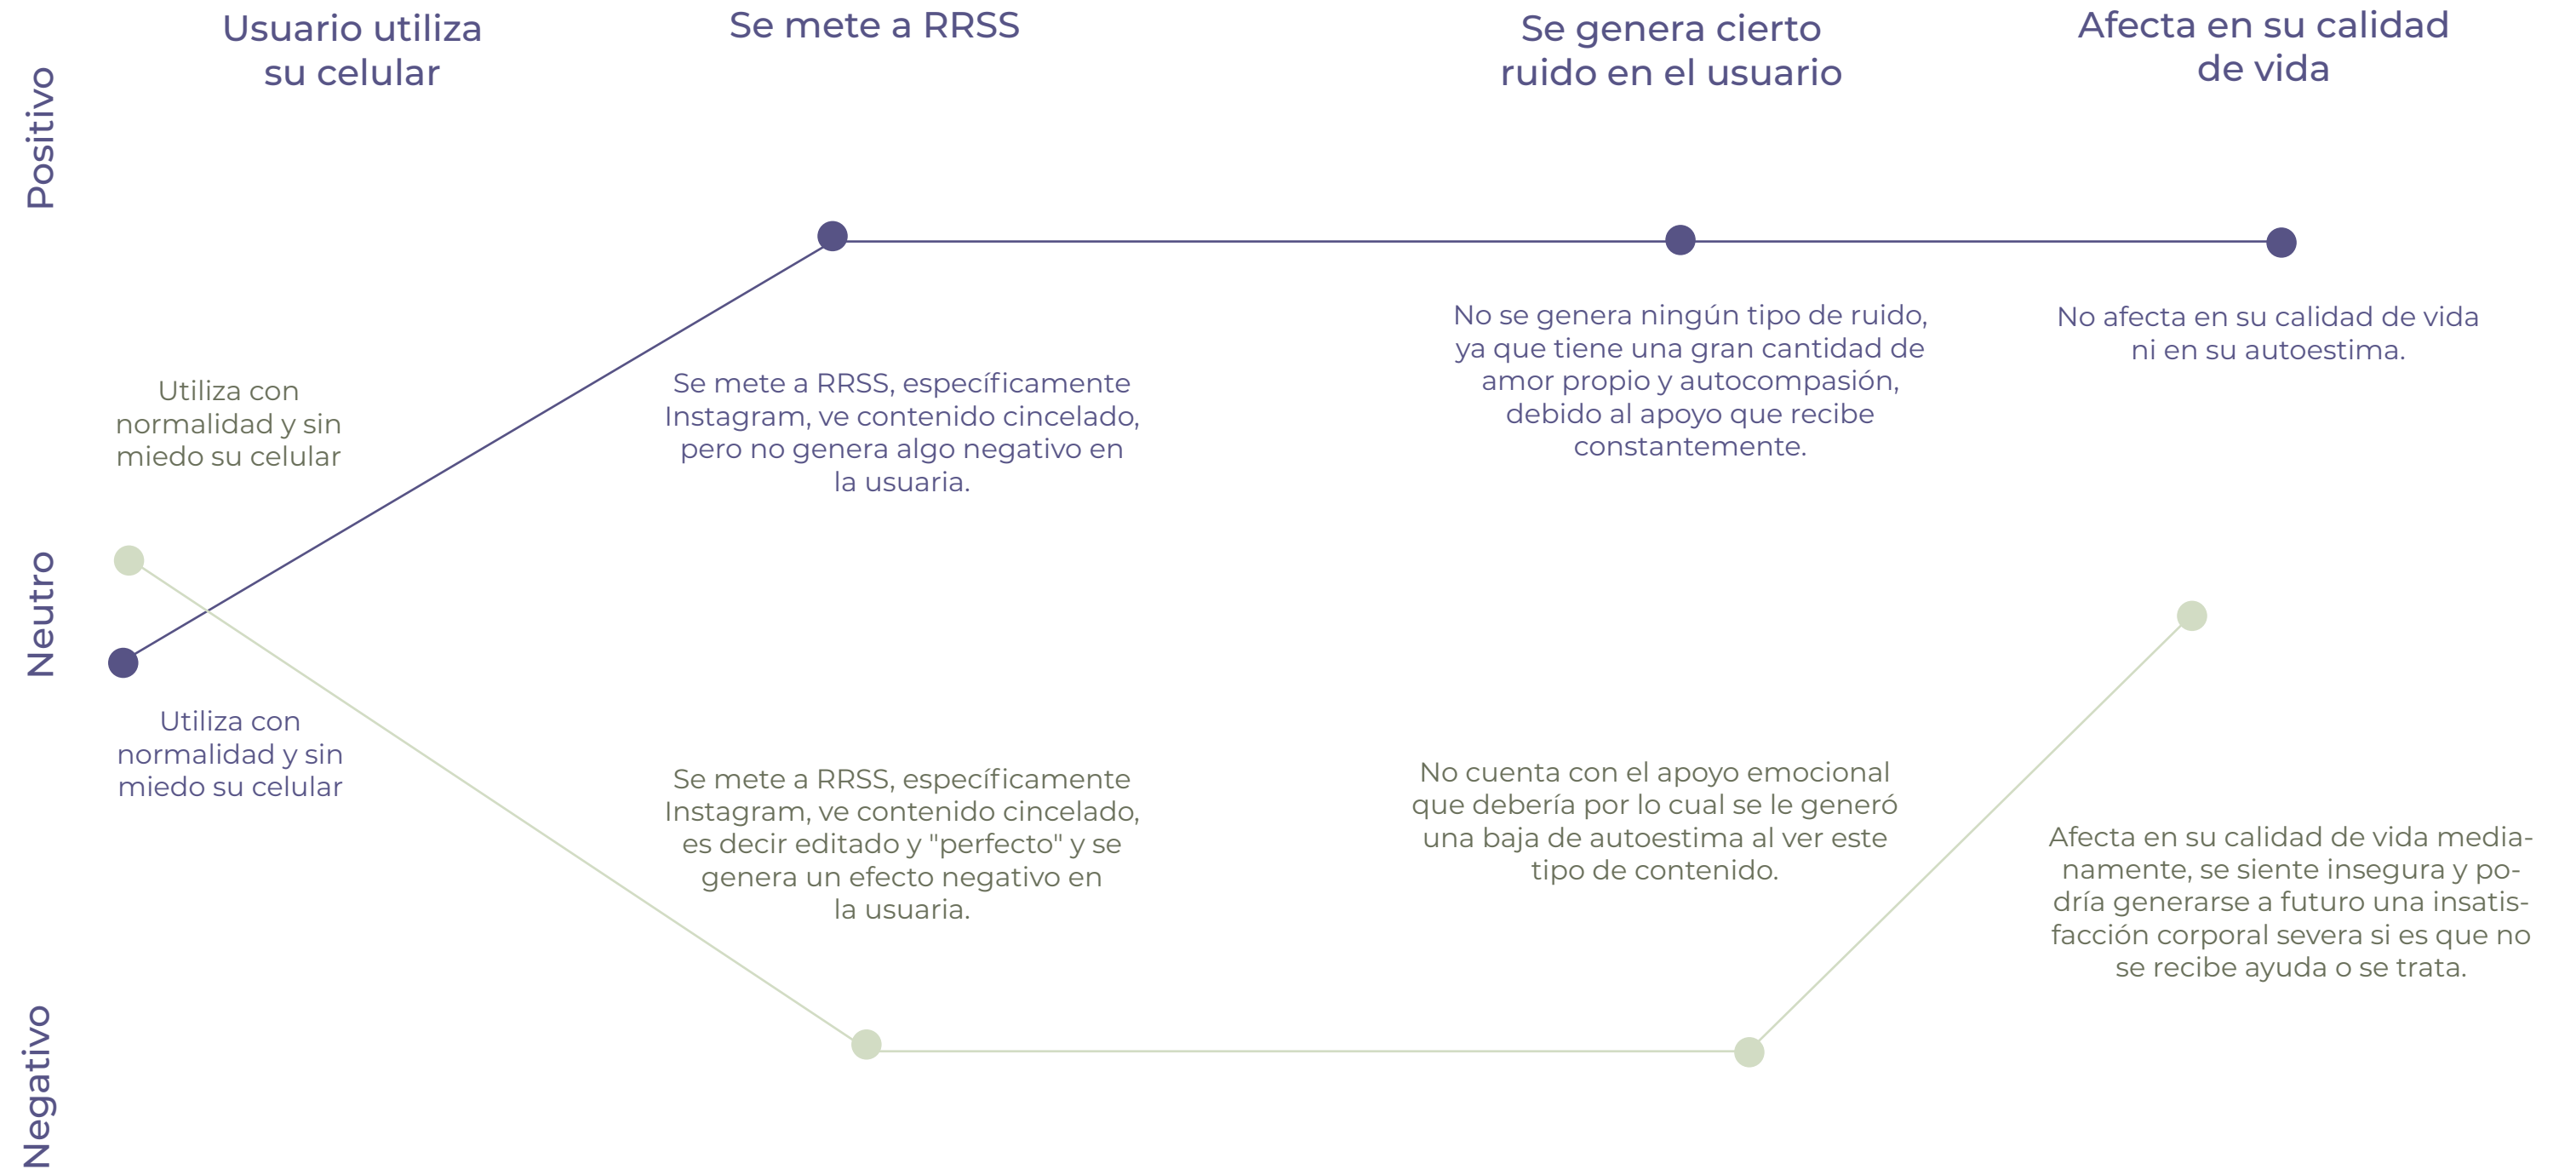 Usuario utiliza
su celular
Se mete a RRSS
Se genera cierto
ruido en el usuario
Afecta en su calidad
de vida
Positivo
Neutro
Negativo
Utiliza con
normalidad y sin
miedo su celular
Se mete a RRSS, específicamente
Instagram, ve contenido cincelado,
pero no genera algo negativo en
la usuaria.
No se genera ningún tipo de ruido,
ya que tiene una gran cantidad de
amor propio y autocompasión,
debido al apoyo que recibe
constantemente.
No afecta en su calidad de vida
ni en su autoestima.
Utiliza con
normalidad y sin
miedo su celular
Se mete a RRSS, específicamente
Instagram, ve contenido cincelado,
es decir editado y "perfecto" y se
genera un efecto negativo en
la usuaria.
No cuenta con el apoyo emocional
que debería por lo cual se le generó
una baja de autoestima al ver este
tipo de contenido.
Afecta en su calidad de vida media-
namente, se siente insegura y po-
dría generarse a futuro una insatis-
facción corporal severa si es que no
se recibe ayuda o se trata.